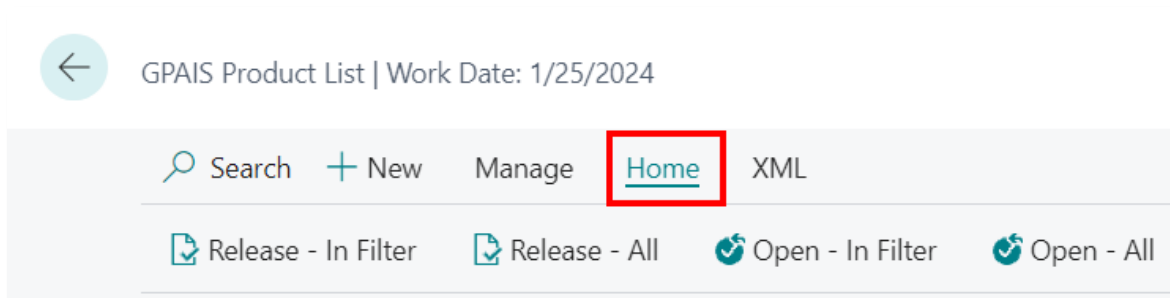 GPAIS Product List | Work Date: 1/25/2024
Search New Manage Home XML
Release - In Filter Release - All Open - In Filter Open - All